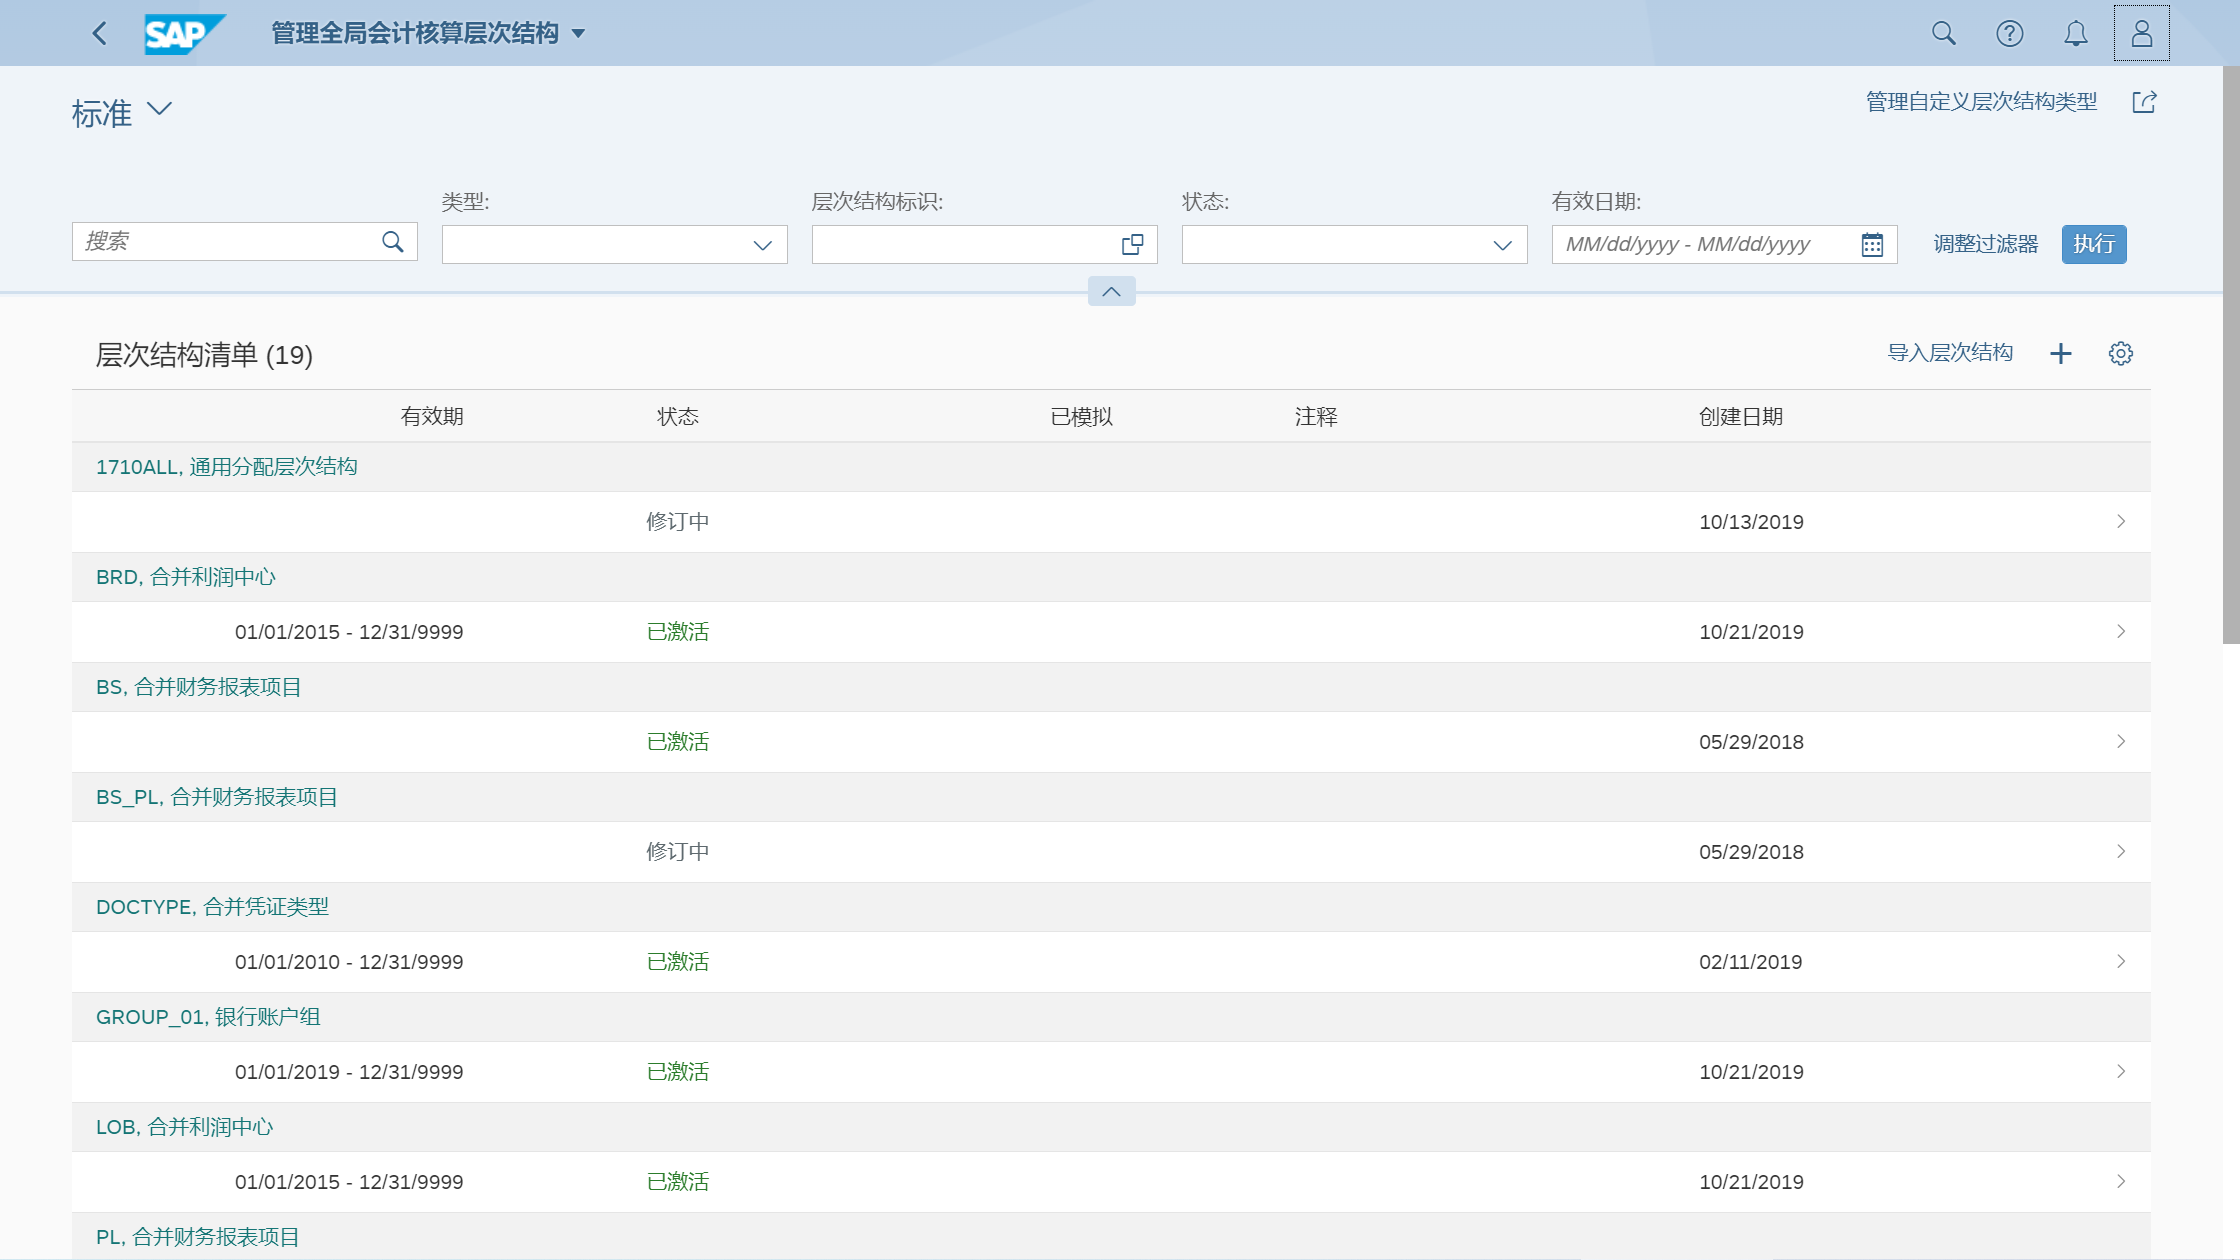 SAP 管理全局会计核算层次结构
标准
管理自定义层次结构类型
类型: 层次结构标识: 状态: 有效日期:
搜索 MM/dd/yyyy - MM/dd/yyyy 调整过滤器 执行
层次结构清单 (19) 导入层次结构
有效期 状态 已模拟 注释 创建日期
1710ALL, 通用分配层次结构
修订中 10/13/2019
BRD, 合并利润中心
01/01/2015 - 12/31/9999 已激活 10/21/2019
BS, 合并财务报表项目
已激活 05/29/2018
BS_PL, 合并财务报表项目
修订中 05/29/2018
DOCTYPE, 合并凭证类型
01/01/2010 - 12/31/9999 已激活 02/11/2019
GROUP_01, 银行账户组
01/01/2019 - 12/31/9999 已激活 10/21/2019
LOB, 合并利润中心
01/01/2015 - 12/31/9999 已激活 10/21/2019
PL, 合并财务报表项目